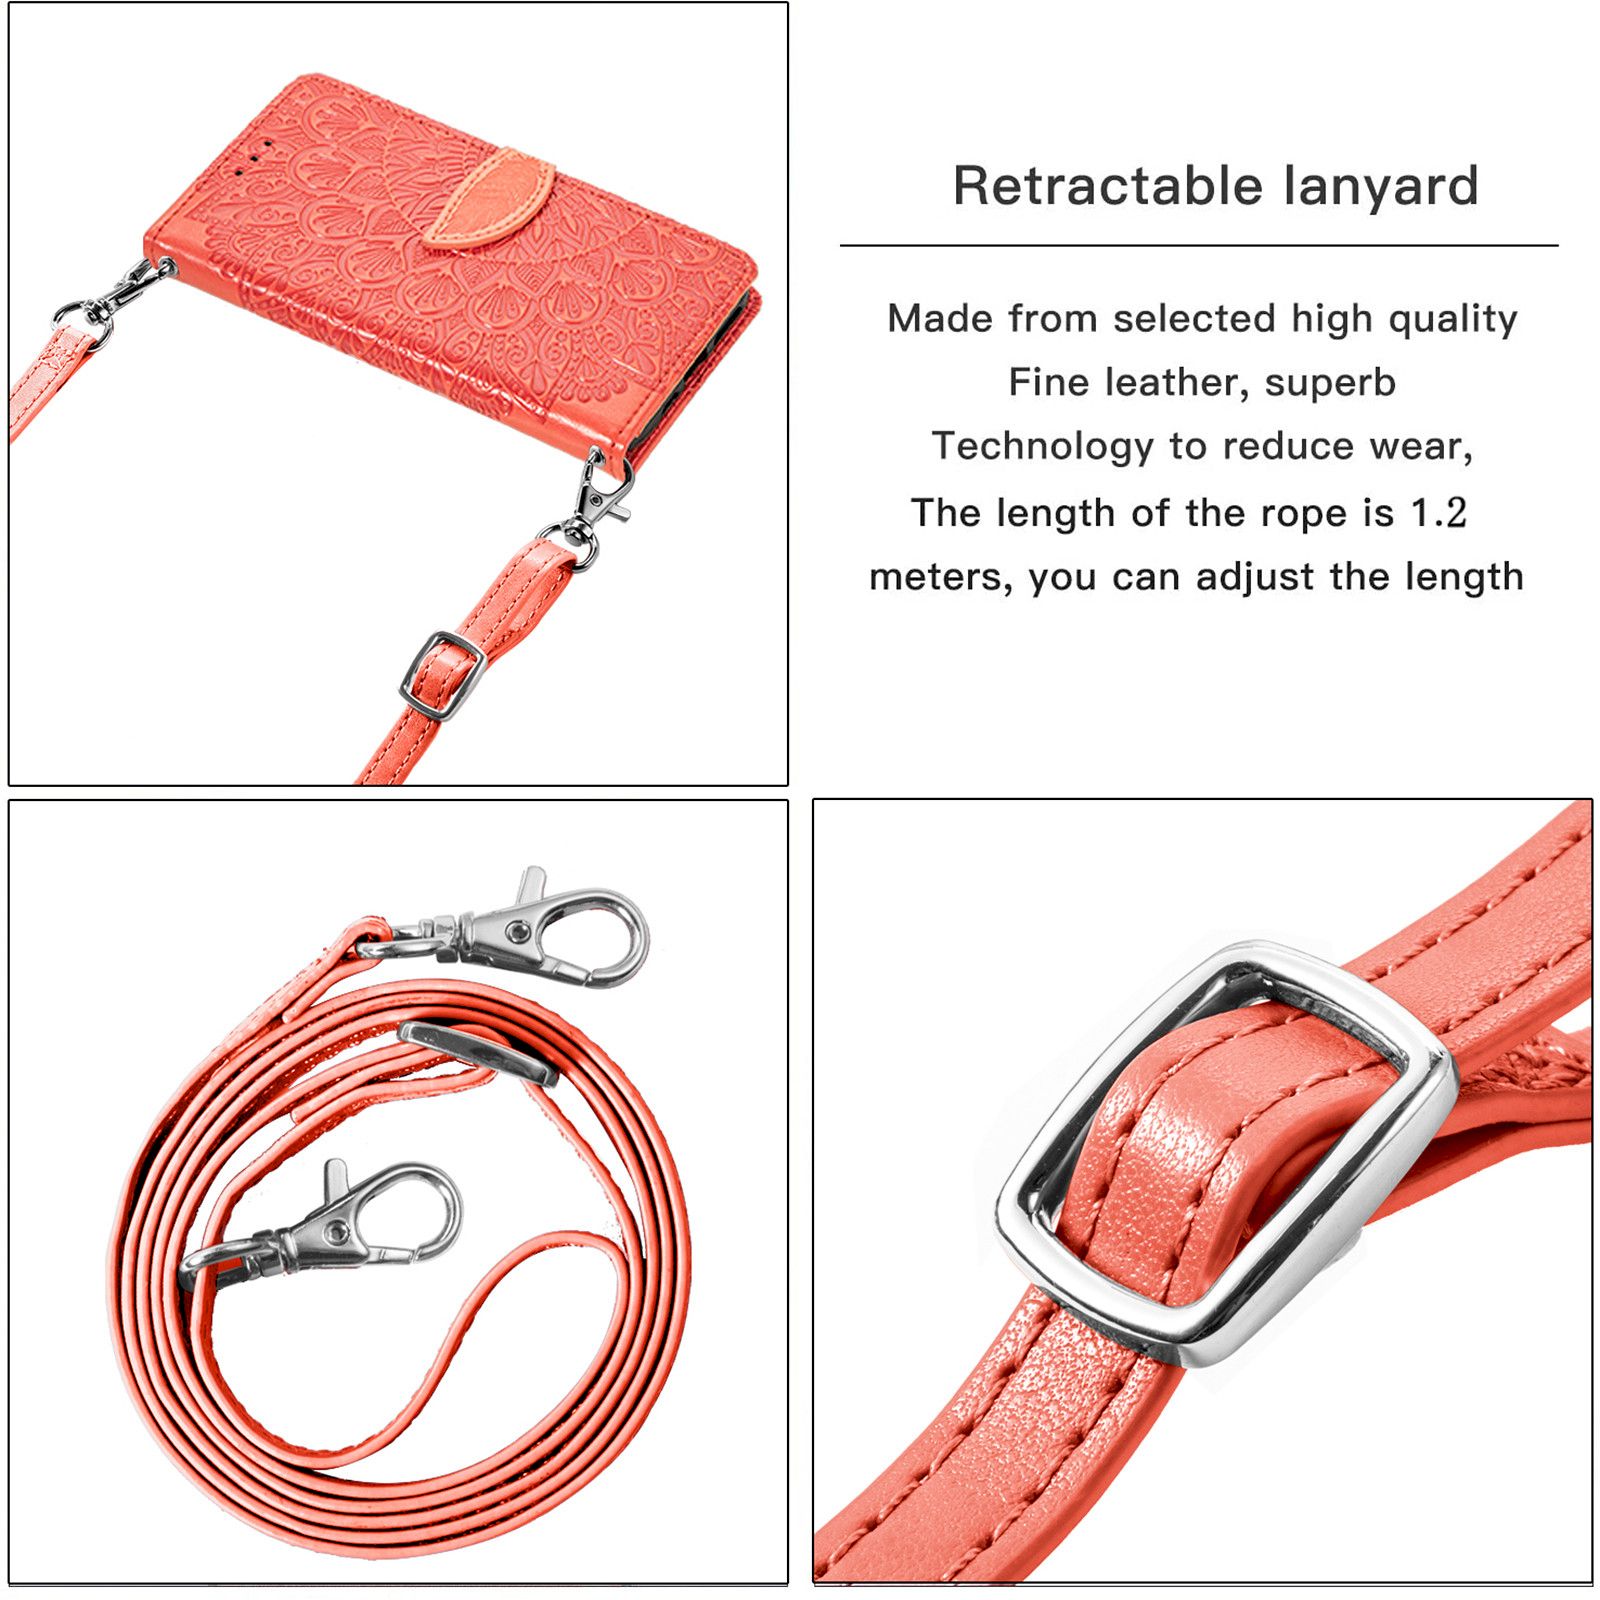 Retractable lanyard
Made from selected high quality
Fine leather, superb
Technology to reduce wear,
The length of the rope is 1.2
meters, you can adjust the length